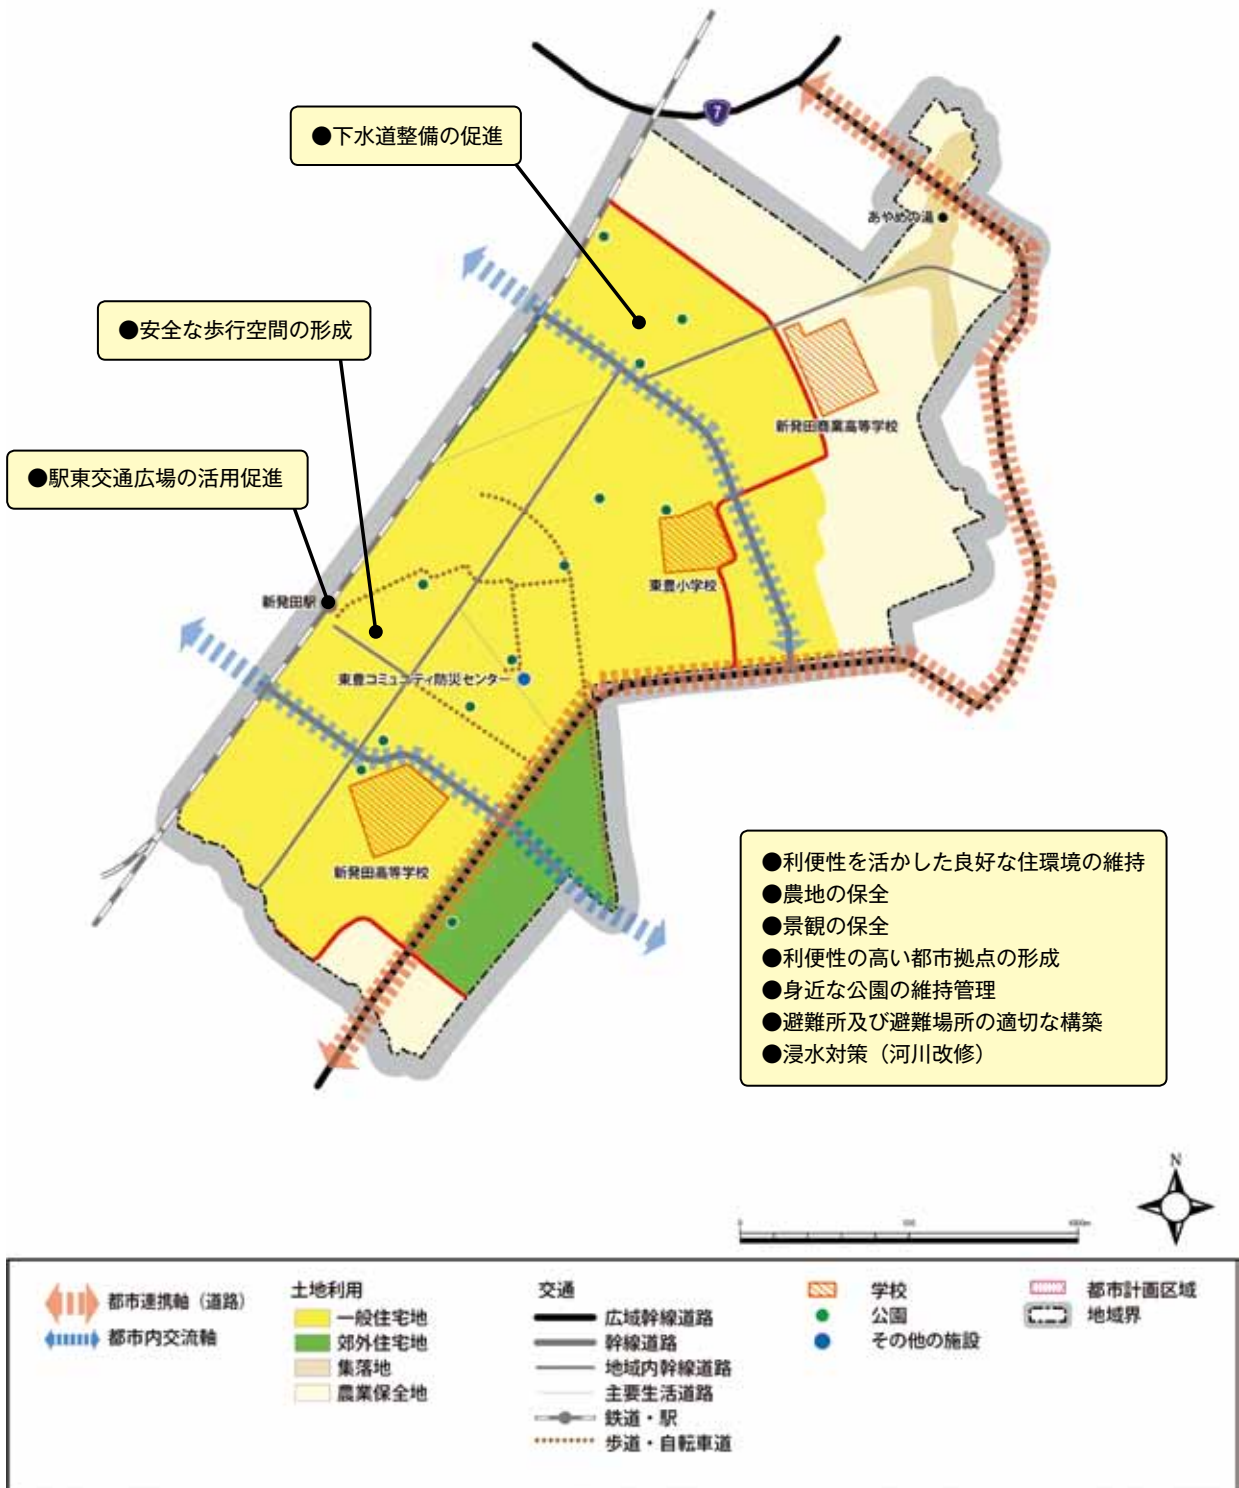 7
●下水道整備の促進
あやめの湯
●安全な歩行空間の形成
新発田商業高等学校
●駅東交通広場の活用促進
東豊小学校
新発田駅
東豊コミュニティ防災センター
新発田高等学校
●利便性を活かした良好な住環境の維持
●農地の保全
●景観の保全
●利便性の高い都市拠点の形成
●身近な公園の維持管理
●避難所及び避難場所の適切な構築
●浸水対策（河川改修）
N
0 500 1000m
都市連携軸（道路）
都市内交流軸
土地利用
一般住宅地
郊外住宅地
集落地
農業保全地
交通
広域幹線道路
幹線道路
地域内幹線道路
主要生活道路
鉄道・駅
歩道・自転車道
学校
公園
その他の施設
都市計画区域
地域界